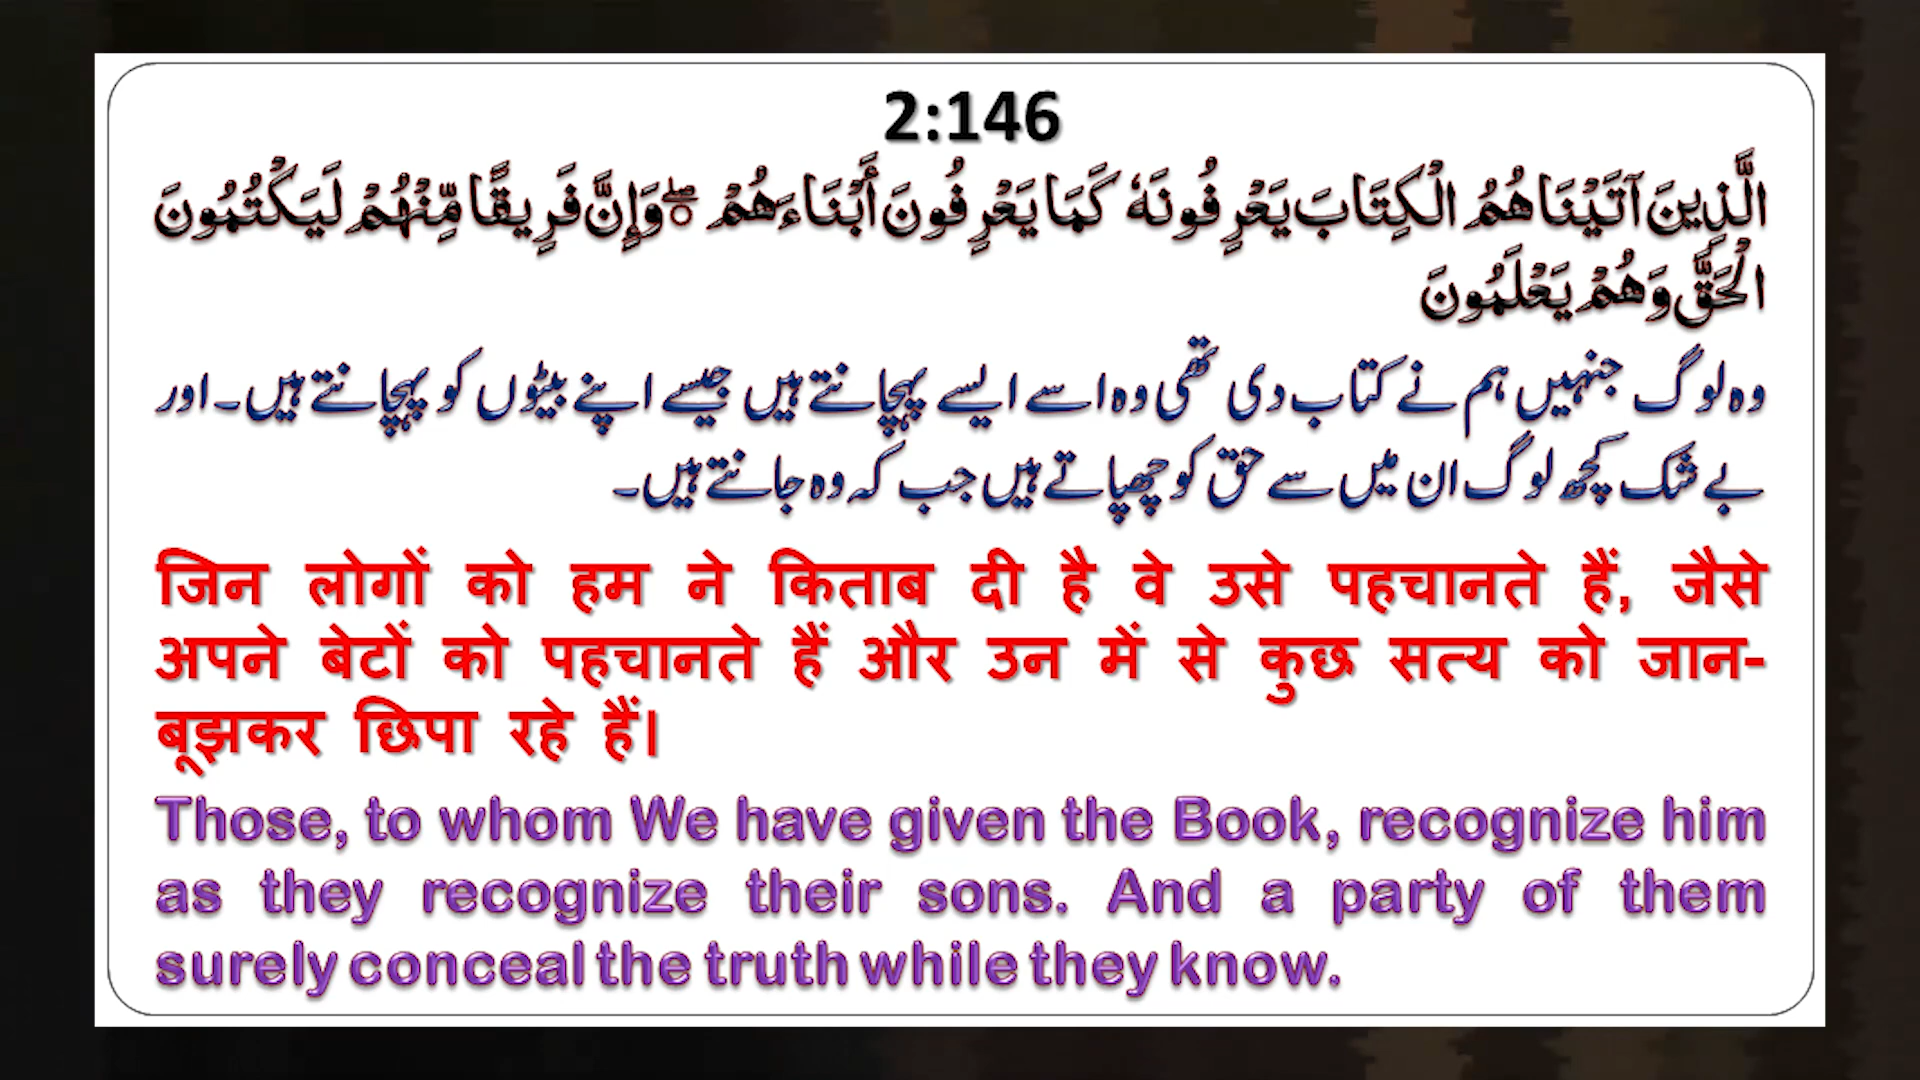 2:146
الَّذِينَ آتَيْنَاهُمُ الْكِتَابَ يَعْرِفُونَهٗ كَمَا يَعْرِفُونَ أَبْنَاءَهُمْ ۖ وَإِنَّ فَرِيقًا مِّنْهُمْ لَيَكْتُمُونَ
الْحَقَّ وَهُمْ يَعْلَمُونَ
وہ لوگ جنہیں ہم نے کتاب دی تھی وہ اسے ایسے پہچانتے ہیں جیسے اپنے بیٹوں کو پہچانتے ہیں۔ اور
بے شک کچھ لوگ ان میں سے حق کو چھپاتے ہیں جب کہ وہ جانتے ہیں۔
जिन लोगों को हम ने किताब दी है वे उसे पहचानते हैं, जैसे
अपने बेटों को पहचानते हैं और उन में से कुछ सत्य को जान-
बूझकर छिपा रहे हैं।
Those, to whom We have given the Book, recognize him
as they recognize their sons. And a party of them
surely conceal the truth while they know.